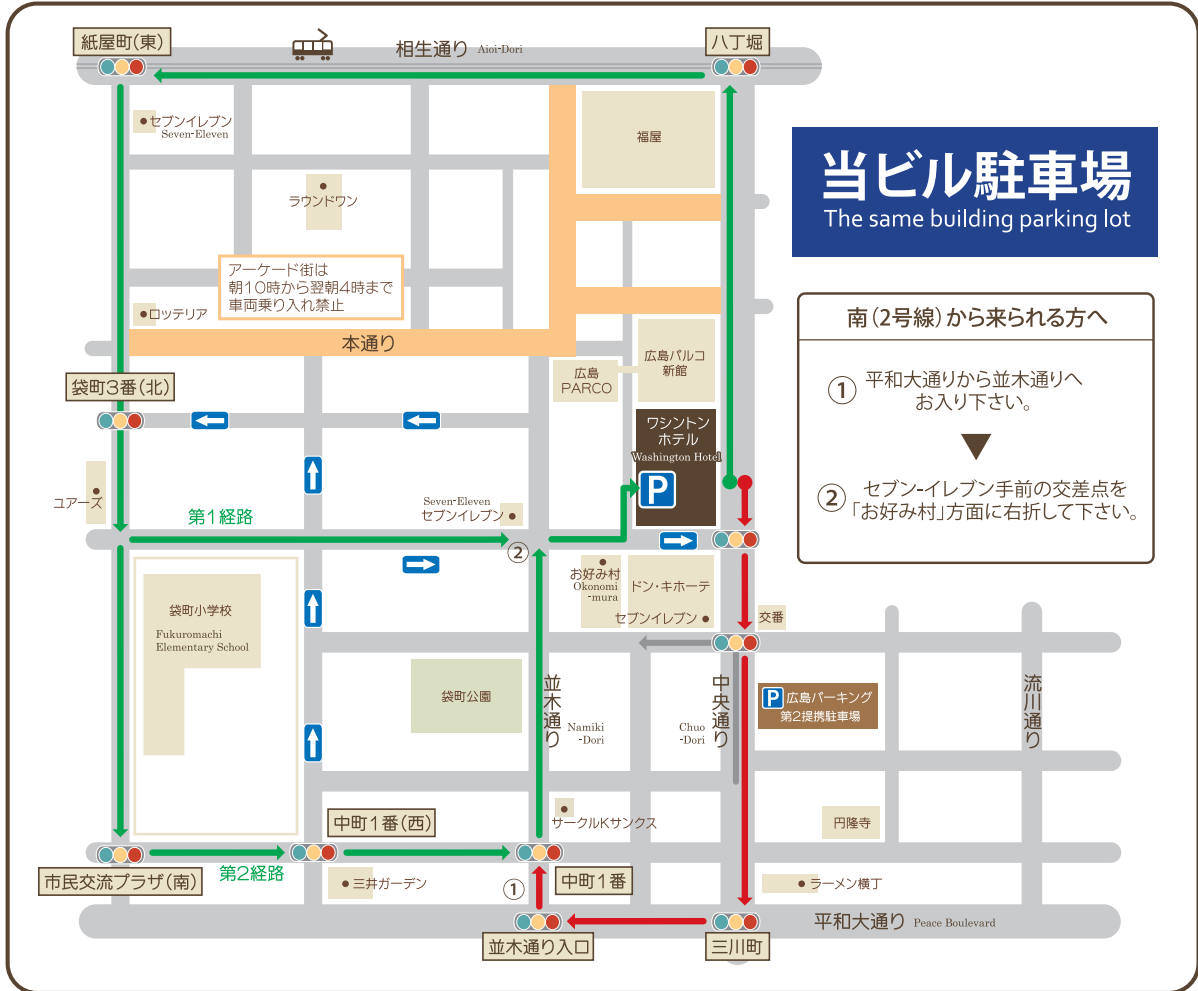 紙屋町(東)
相生通り Aioi-Dori
八丁堀
セブンイレブン
Seven-Eleven
福屋
ラウンドワン
当ビル駐車場
The same building parking lot
アーケード街は
朝10時から翌朝4時まで
車両乗り入れ禁止
ロッテリア
本通り
広島パルコ
新館
広島
PARCO
南(2号線)から来られる方へ
① 平和大通りから並木通りへ
お入り下さい。
② セブン-イレブン手前の交差点を
「お好み村」方面に右折して下さい。
袋町3番(北)
ワシントン
ホテル
Washington Hotel
P
ユアーズ
第1経路
Seven-Eleven
セブンイレブン
②
お好み村
Okonomi
-mura
ドン・キホーテ
セブンイレブン
交番
袋町小学校
Fukuromachi
Elementary School
袋町公園
並木通り
Namiki
-Dori
中央通り
Chuo
-Dori
P 広島パーキング
第2提携駐車場
流川通り
サークルKサンクス
円隆寺
中町1番(西)
市民交流プラザ(南)
第2経路
三井ガーデン
①
中町1番
ラーメン横丁
並木通り入口
三川町
平和大通り Peace Boulevard